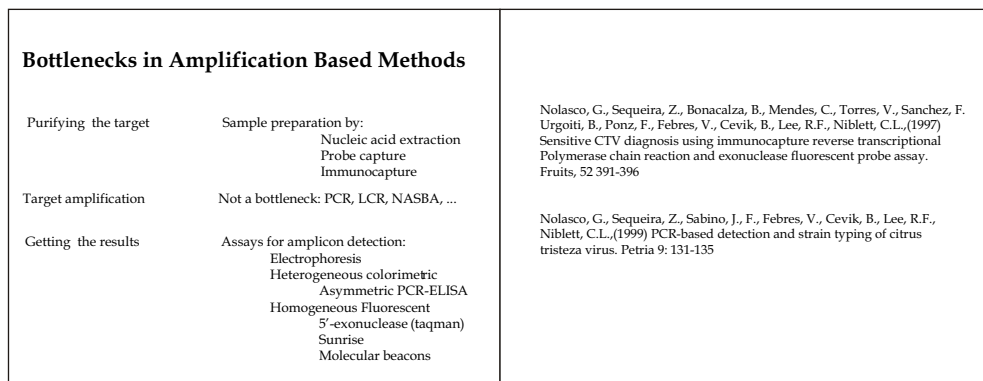 Bottlenecks in Amplification Based Methods
Purifying the target Sample preparation by:
Nucleic acid extraction
Probe capture
Immunocapture
Target amplification Not a bottleneck: PCR, LCR, NASBA, ...
Getting the results Assays for amplicon detection:
Electrophoresis
Heterogeneous colorimetric
Asymmetric PCR-ELISA
Homogeneous Fluorescent
5'-exonuclease (taqman)
Sunrise
Molecular beacons
Nolasco, G., Sequeira, Z., Bonacalza, B., Mendes, C., Torres, V., Sanchez, F.
Urgoiti, B., Ponz, F., Febres, V., Cevik, B., Lee, R.F., Niblett, C.L.,(1997)
Sensitive CTV diagnosis using immunocapture reverse transcriptional
Polymerase chain reaction and exonuclease fluorescent probe assay.
Fruits, 52 391-396
Nolasco, G., Sequeira, Z., Sabino, J., F., Febres, V., Cevik, B., Lee, R.F.,
Niblett, C.L.,(1999) PCR-based detection and strain typing of citrus
tristeza virus. Petria 9: 131-135